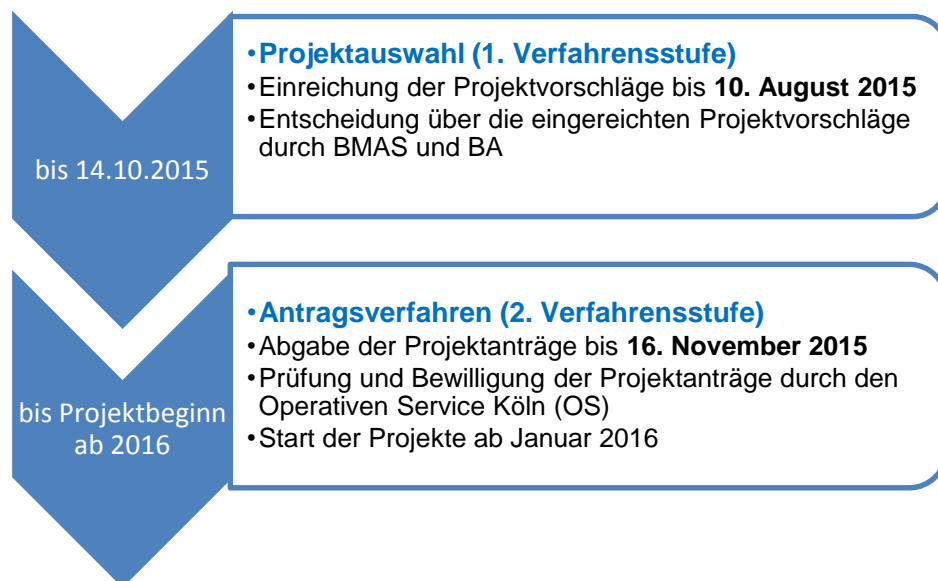 bis 14.10.2015
•Projektauswahl (1. Verfahrensstufe)
•Einreichung der Projektvorschläge bis 10. August 2015
•Entscheidung über die eingereichten Projektvorschläge
durch BMAS und BA
bis Projektbeginn
ab 2016
•Antragsverfahren (2. Verfahrensstufe)
•Abgabe der Projektanträge bis 16. November 2015
•Prüfung und Bewilligung der Projektanträge durch den
Operativen Service Köln (OS)
•Start der Projekte ab Januar 2016